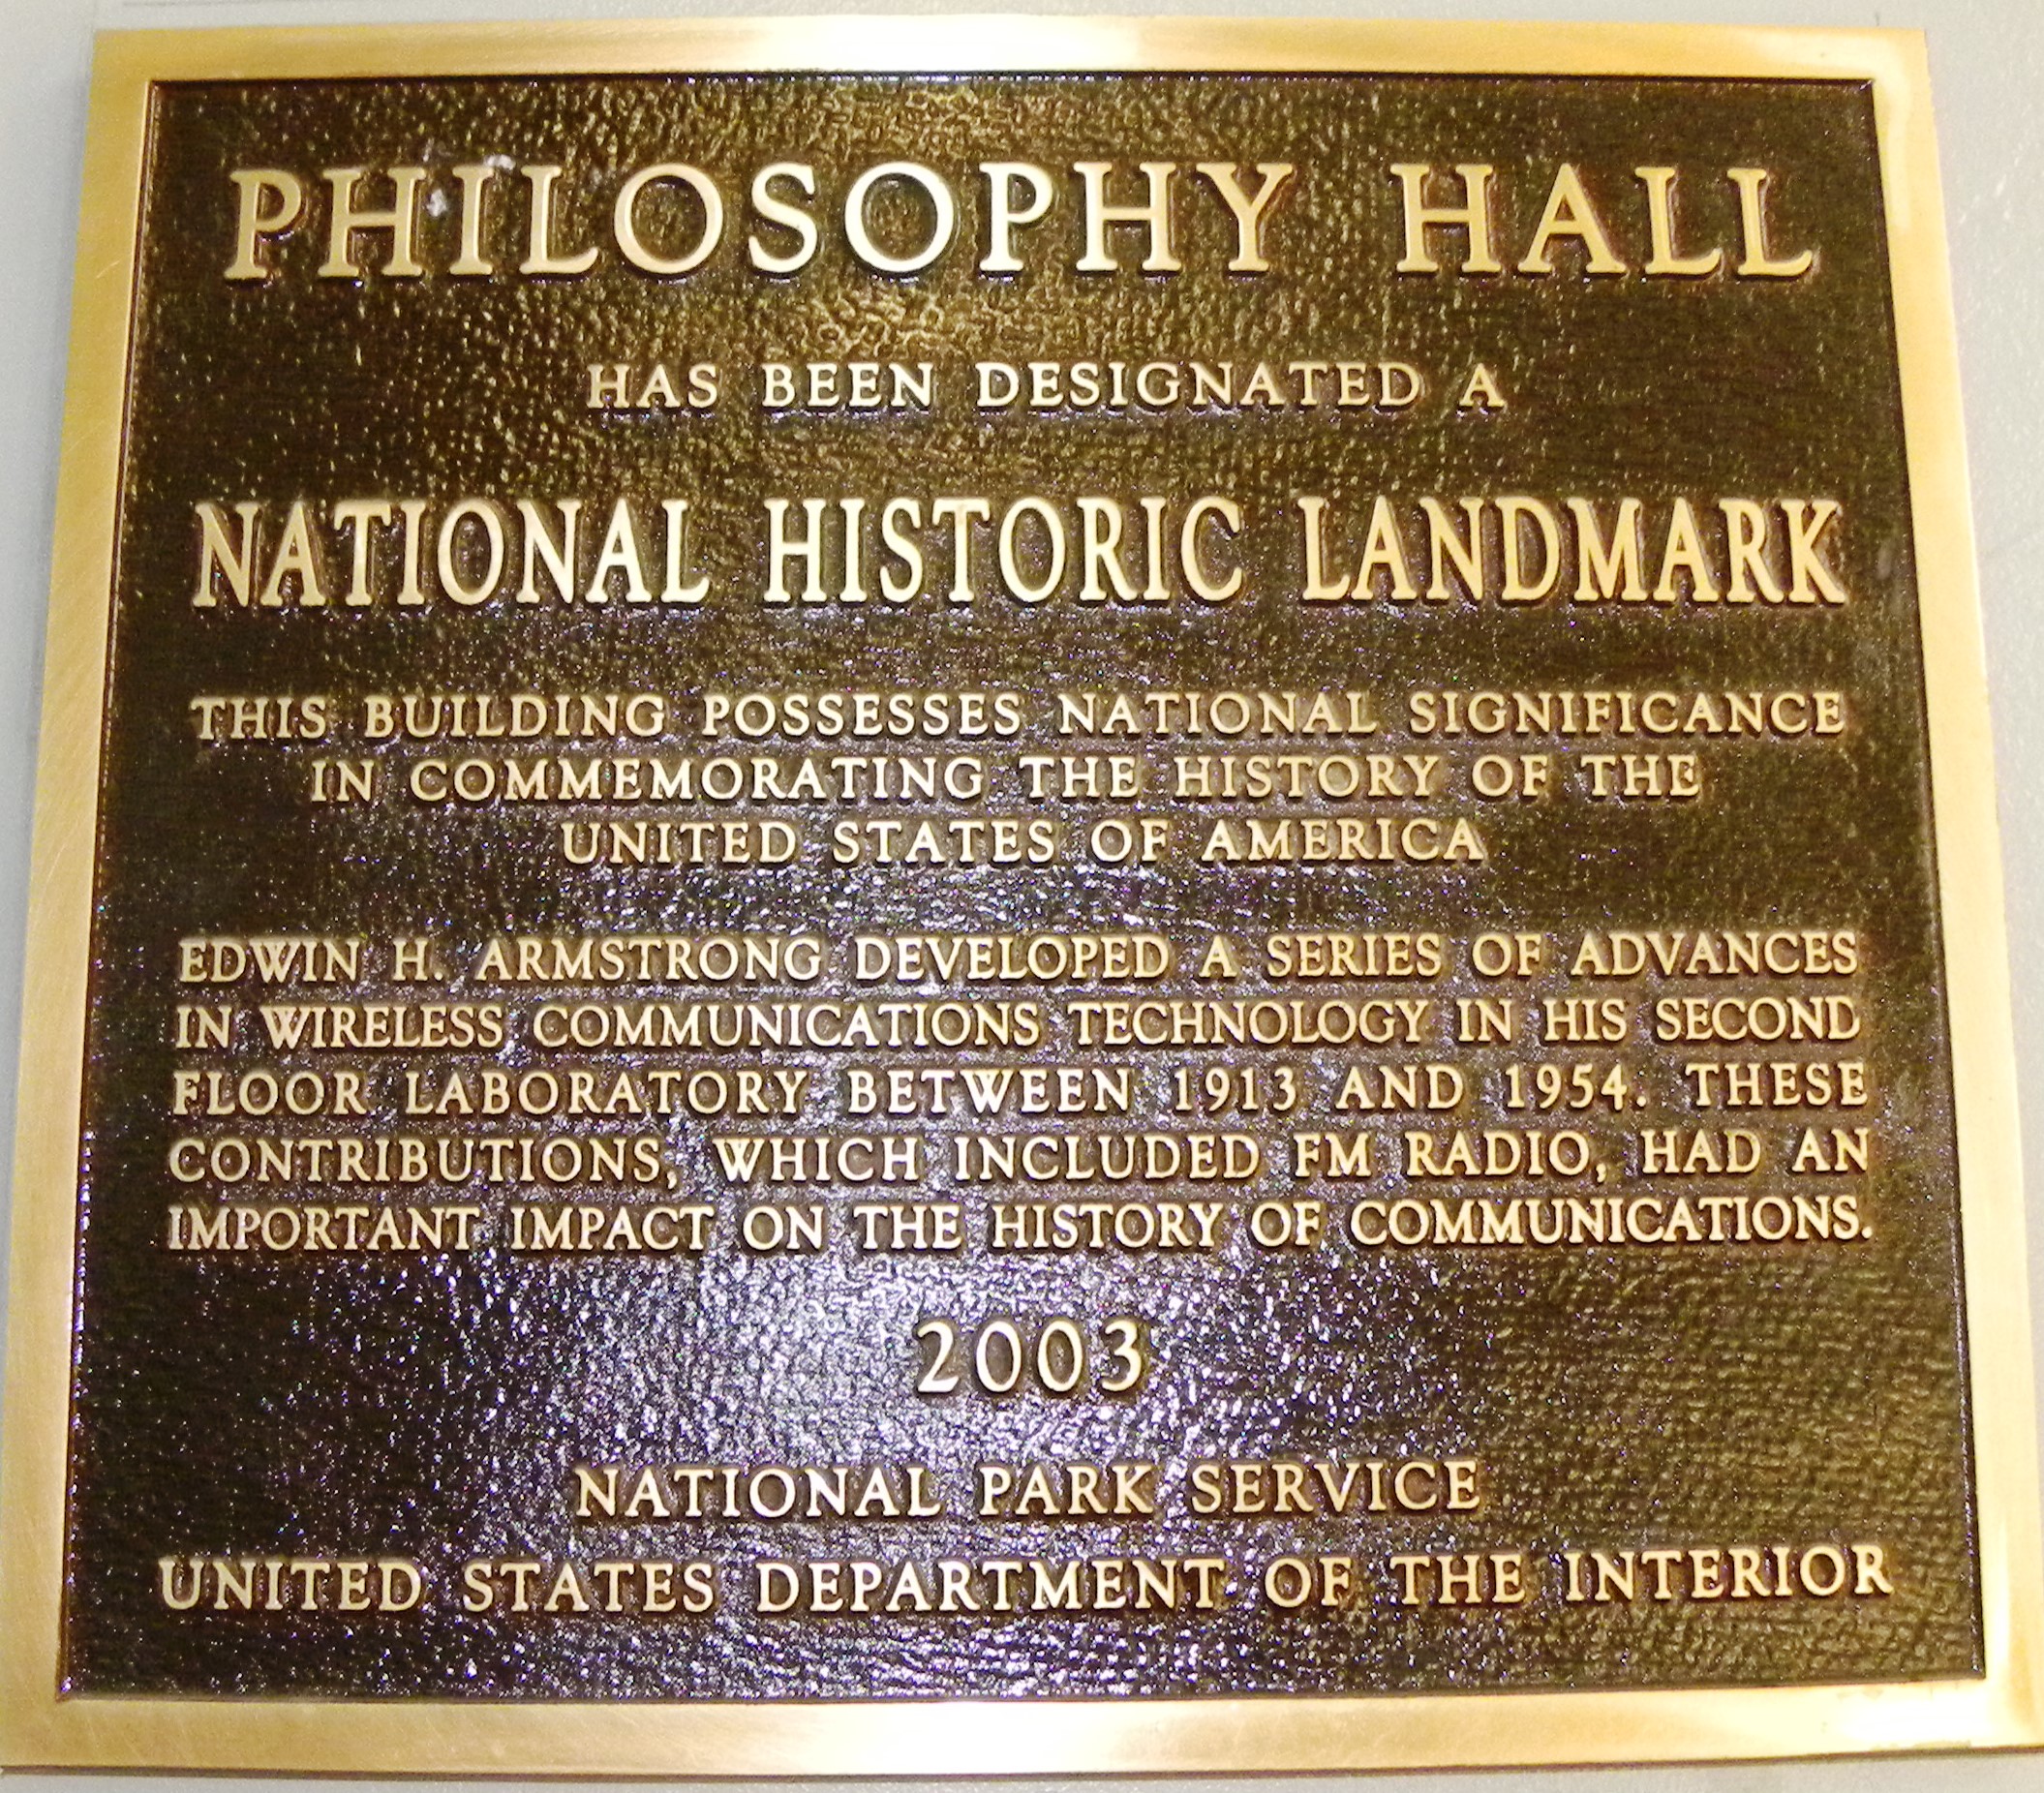 PHILOSOPHY HALL
HAS BEEN DESIGNATED A
NATIONAL HISTORIC LANDMARK
THIS BUILDING POSSESSES NATIONAL SIGNIFICANCE
IN COMMEMORATING THE HISTORY OF THE
UNITED STATES OF AMERICA
EDWIN H. ARMSTRONG DEVELOPED A SERIES OF ADVANCES
IN WIRELESS COMMUNICATIONS TECHNOLOGY IN HIS SECOND
FLOOR LABORATORY BETWEEN 1913 AND 1954. THESE
CONTRIBUTIONS, WHICH INCLUDED FM RADIO, HAD AN
IMPORTANT IMPACT ON THE HISTORY OF COMMUNICATIONS.
2003
NATIONAL PARK SERVICE
UNITED STATES DEPARTMENT OF THE INTERIOR